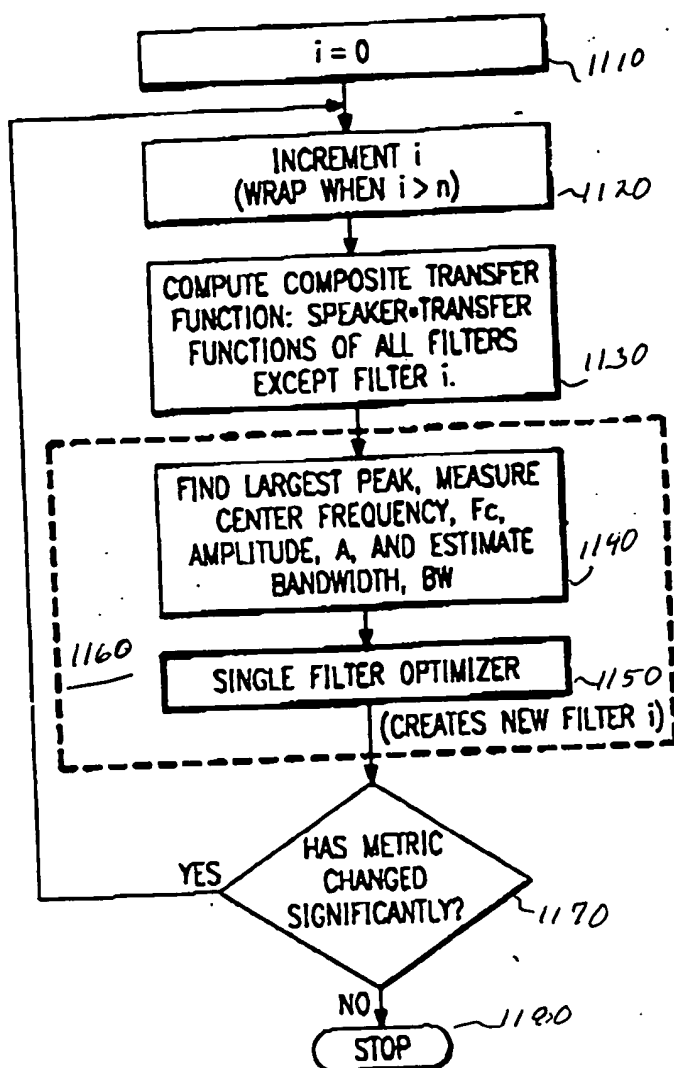 i = 0
1110
INCREMENT i
(WRAP WHEN i > n)
1120
COMPUTE COMPOSITE TRANSFER
FUNCTION: SPEAKER*TRANSFER
FUNCTIONS OF ALL FILTERS
EXCEPT FILTER i.
1130
FIND LARGEST PEAK, MEASURE
CENTER FREQUENCY, Fc,
AMPLITUDE, A, AND ESTIMATE
BANDWIDTH, BW
1140
1160
SINGLE FILTER OPTIMIZER
1150
(CREATES NEW FILTER i)
HAS METRIC
CHANGED
SIGNIFICANTLY?
YES
1170
NO
STOP